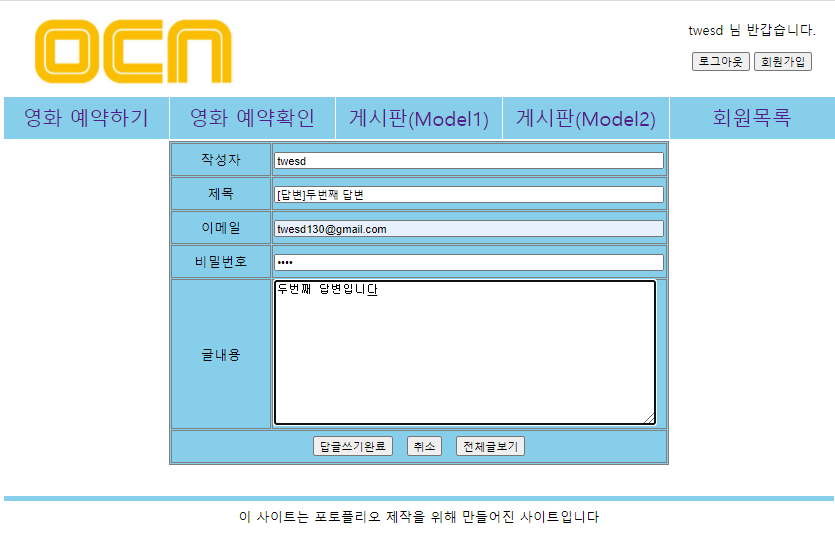 OCN
twesd 님 반갑습니다.
로그아웃 회원가입
영화 예약하기 영화 예약확인 게시판(Model1) 게시판(Model2) 회원목록
작성자 twesd
제목 [답변]두번째 답변
이메일 twesd130@gmail.com
비밀번호 ••••
글내용 두번째 답변입니다
답글쓰기완료 취소 전체글보기
이 사이트는 포토폴리오 제작을 위해 만들어진 사이트입니다